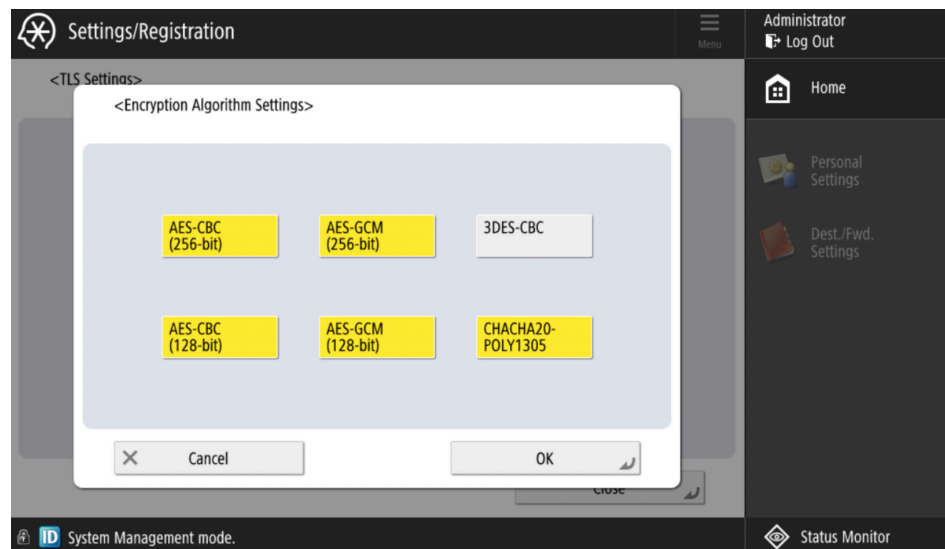 Settings/Registration
Menu
Administrator
Log Out
<TLS Settings>
<Encryption Algorithm Settings>
Home
Personal
Settings
Dest./Fwd.
Settings
AES-CBC
(256-bit)
AES-GCM
(256-bit)
3DES-CBC
AES-CBC
(128-bit)
AES-GCM
(128-bit)
CHACHA20-
POLY1305
Cancel
OK
Close
ID System Management mode.
Status Monitor